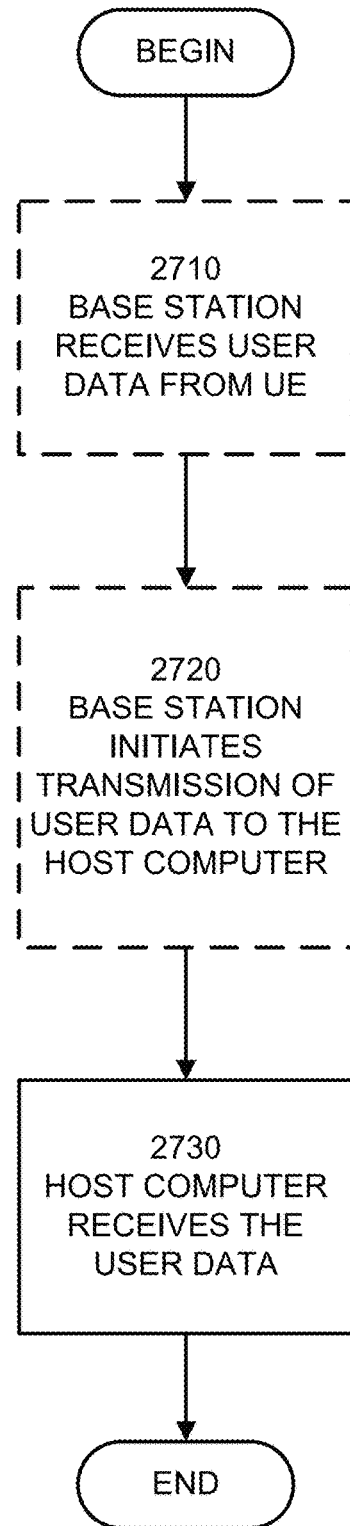 BEGIN
2710
BASE STATION
RECEIVES USER
DATA FROM UE
2720
BASE STATION
INITIATES
TRANSMISSION OF
USER DATA TO THE
HOST COMPUTER
2730
HOST COMPUTER
RECEIVES THE
USER DATA
END